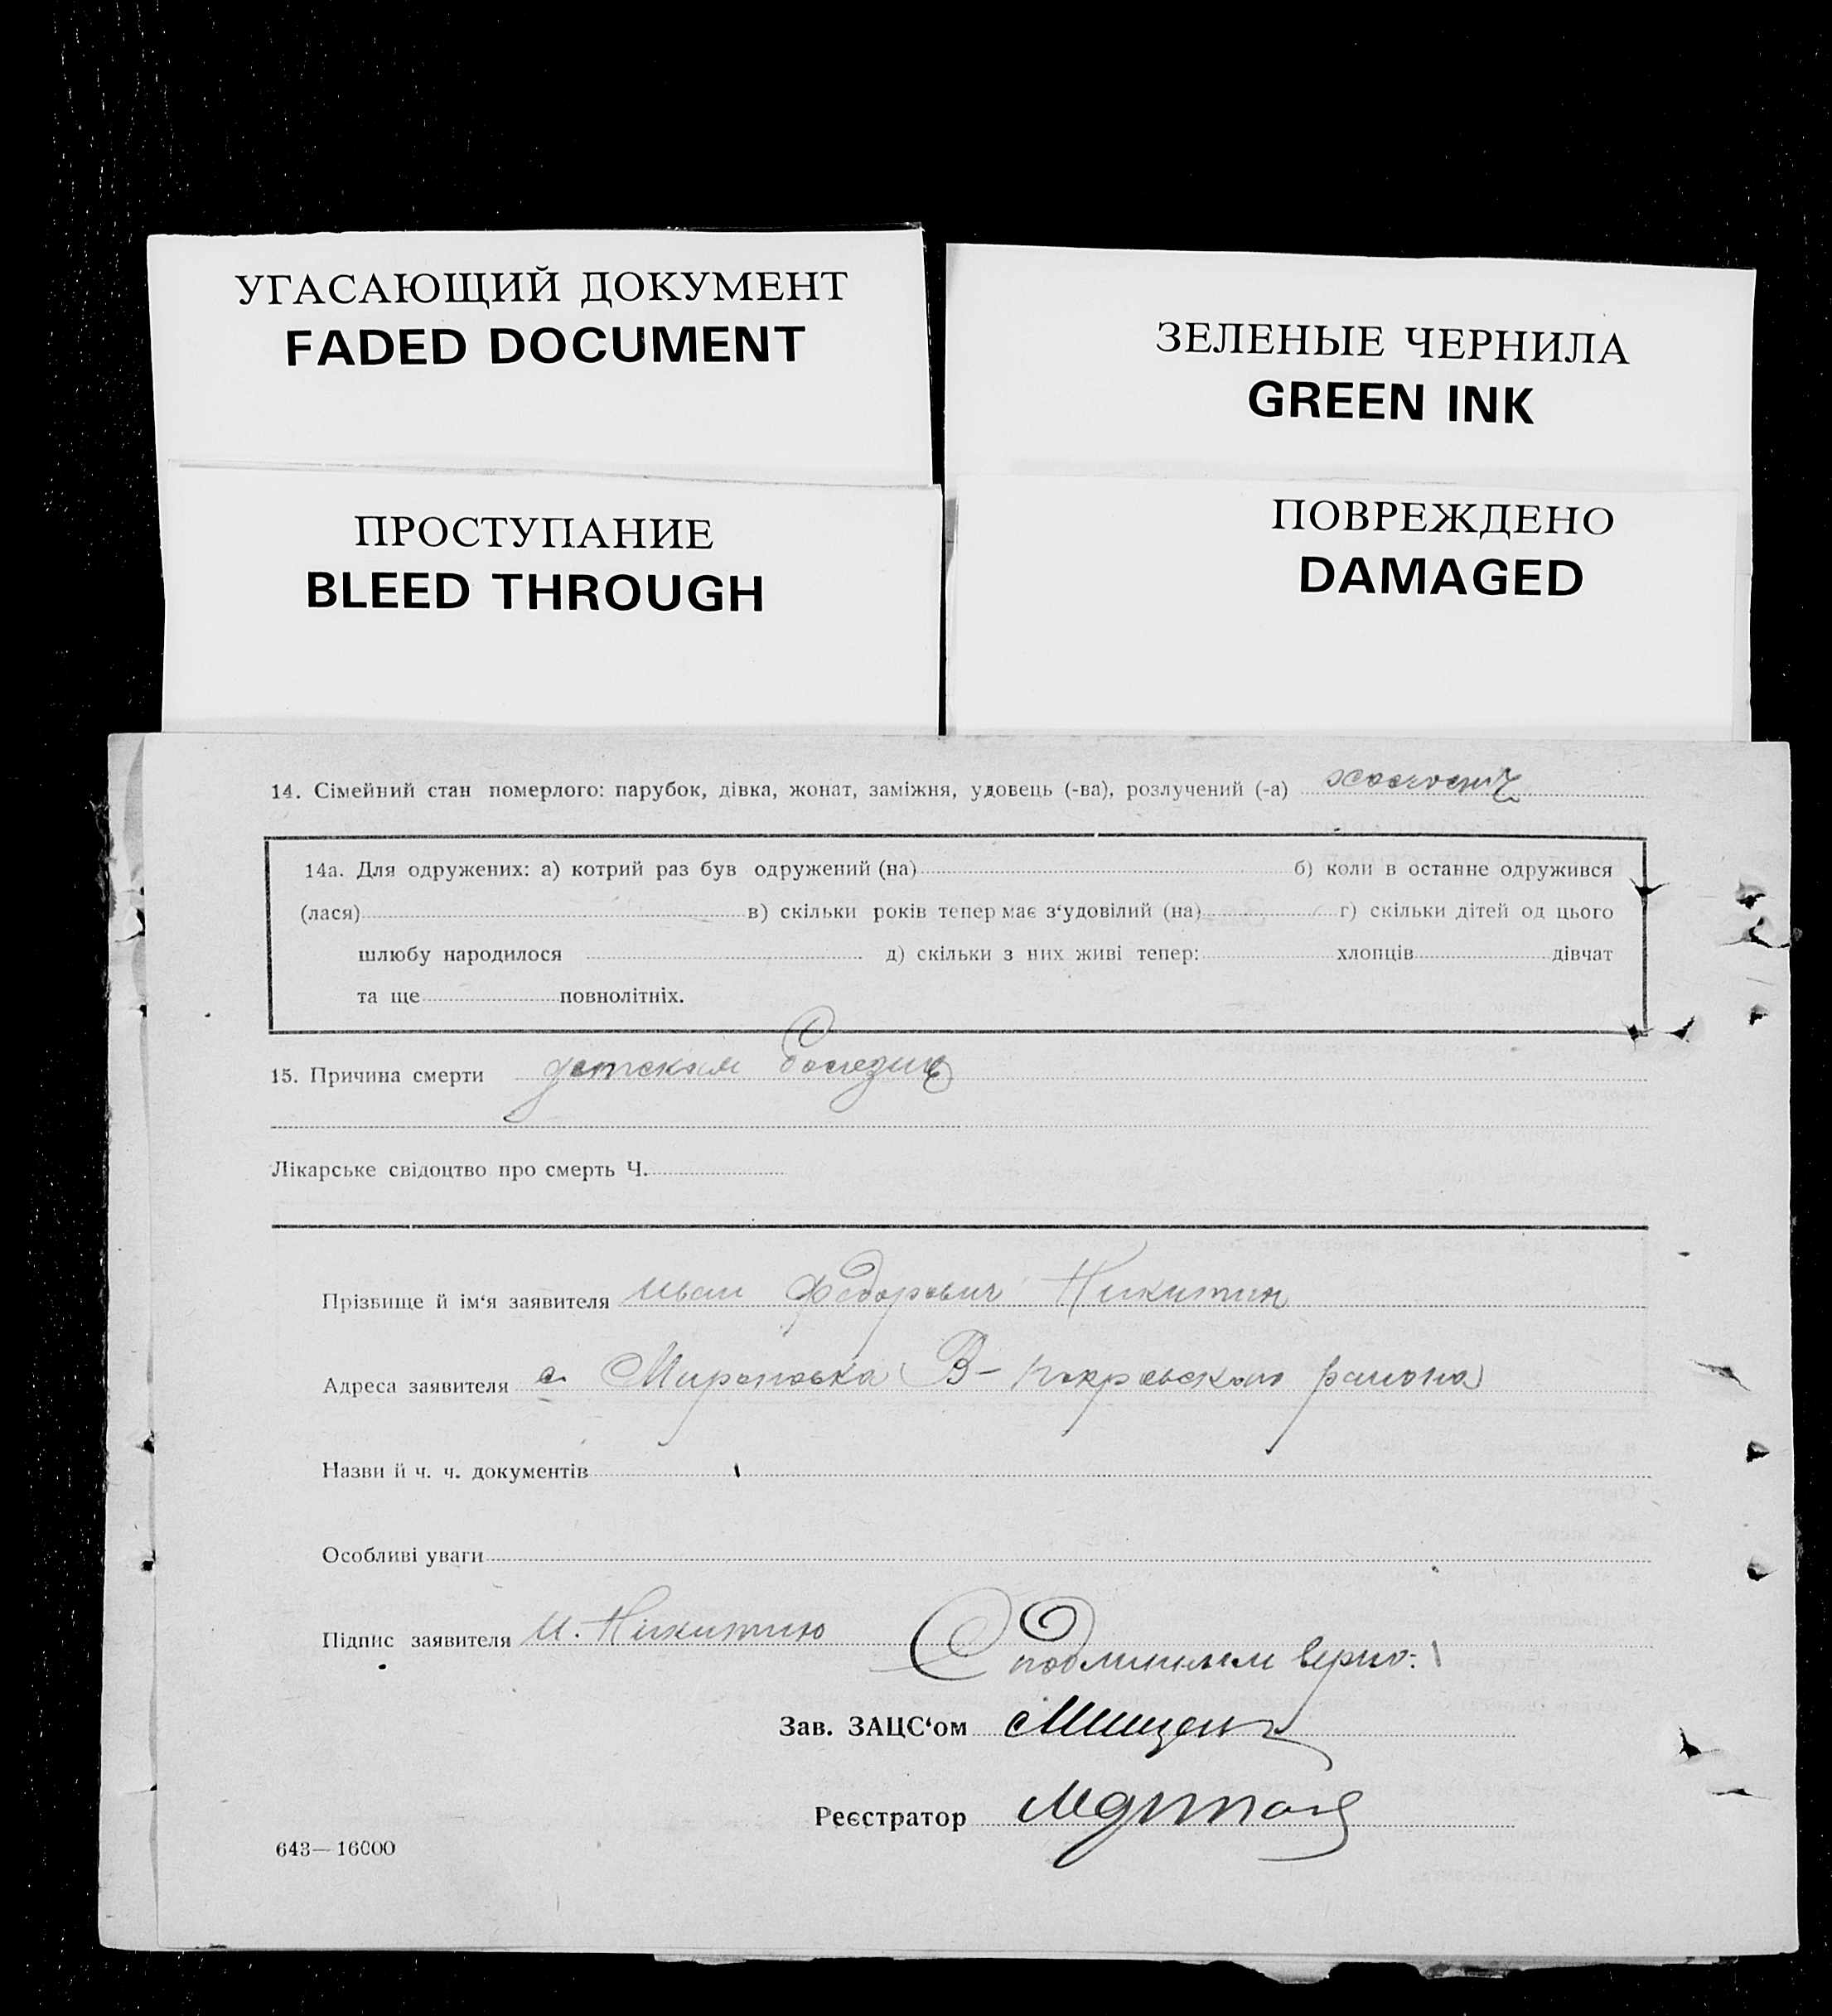 УГАСАЮЩИЙ ДОКУМЕНТ
FADED DOCUMENT
ЗЕЛЕНЫЕ ЧЕРНИЛА
GREEN INK
ПРОСТУПАНИЕ
BLEED THROUGH
ПОВРЕЖДЕНО
DAMAGED
14. Сімейний стан померлого: парубок, дівка, жонат, заміжня, удовець (-ва), розлучений (-а) холост
14а. Для одружених: а) котрий раз був одружений (на) б) коли в останне одружився
(лася) в) скільки років тепер має з‘удовілий (на) г) скільки дітей од цього
шлюбу народилося д) скільки з них живі тепер: хлопців дівчат
та ще повнолітніх.
15. Причина смерти детская болезнь
Лікарське свідоцтво про смерть Ч.
Прізвище й ім‘я заявителя Иван Федорович Никитин
Адреса заявителя с. Мироновка В- района
Назви й ч. ч. документів
Особливі уваги
Підпис заявителя И. Никитин
С подлинным верно:
Зав. ЗАЦС‘ом
Реєстратор
643—16000